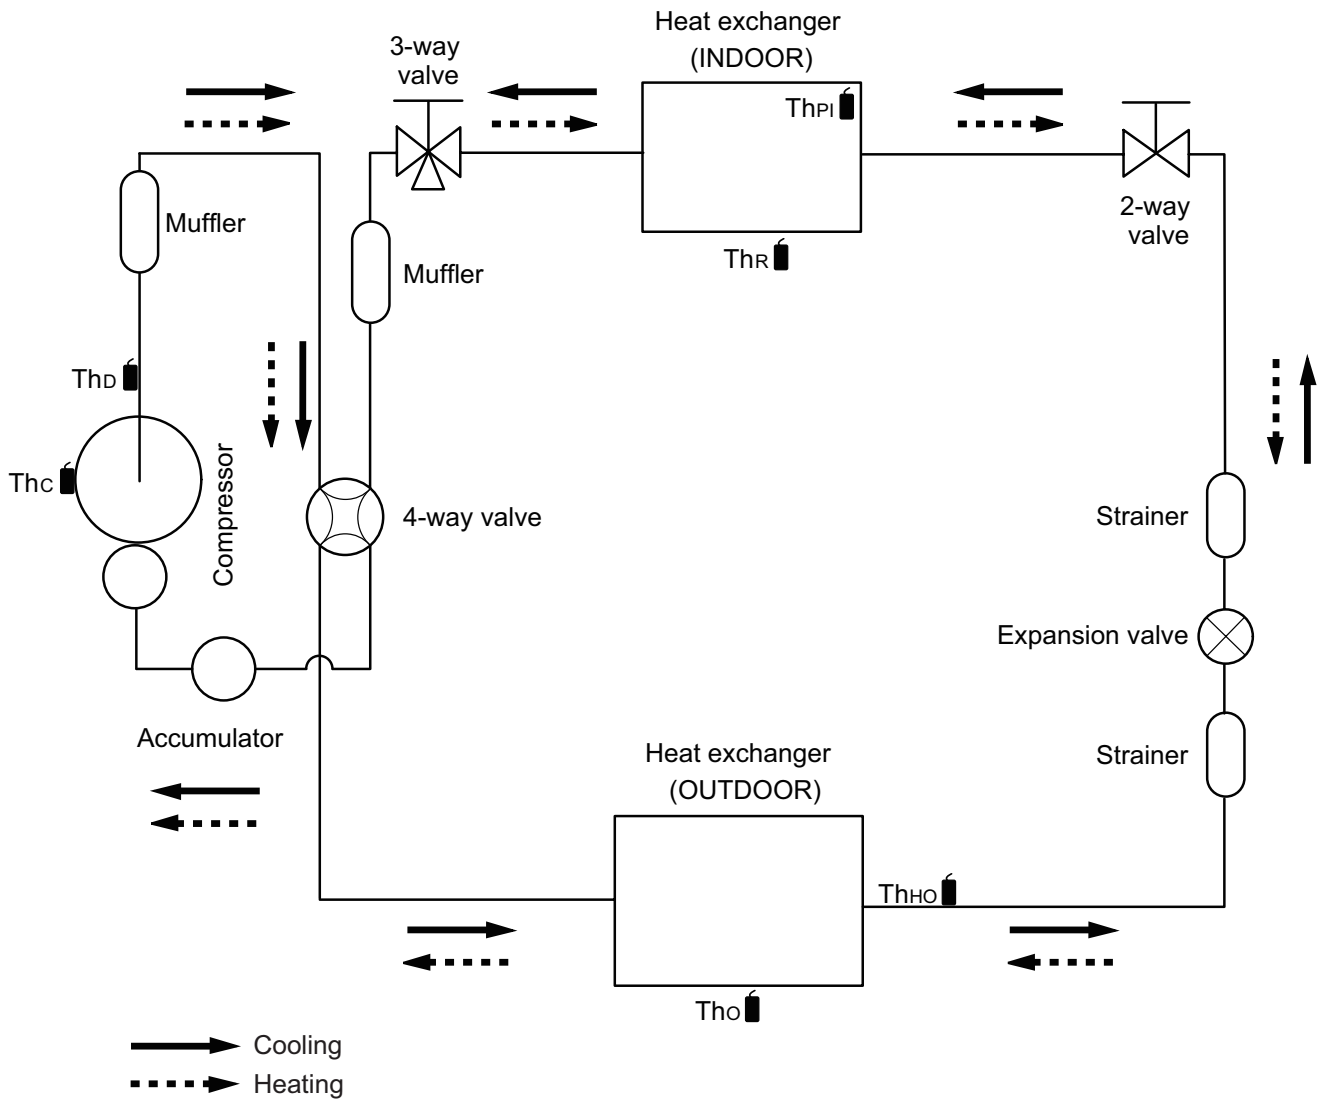 Heat exchanger
(INDOOR)
3-way
valve
ThPI
Muffler
2-way
valve
ThR
Muffler
ThD
ThC
Compressor
4-way valve
Strainer
Expansion valve
Accumulator
Heat exchanger
(OUTDOOR)
Strainer
ThHO
ThO
Cooling
Heating